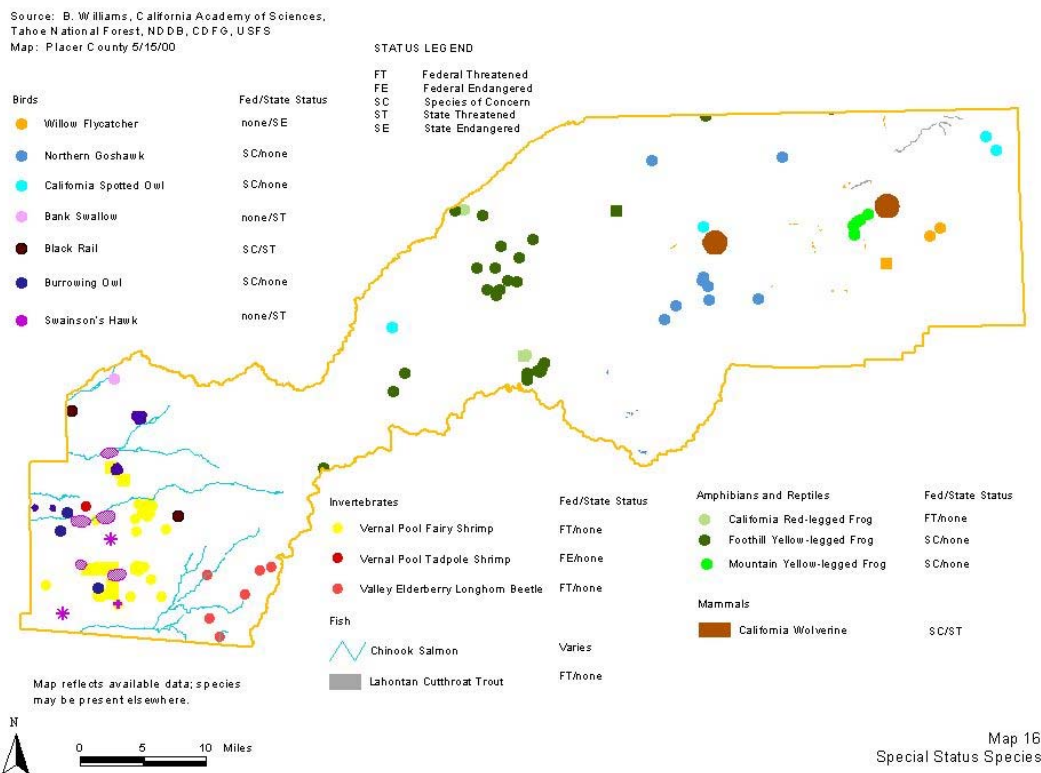 Source: B. Williams, California Academy of Sciences,
Tahoe National Forest, NDDB, CDFG, USFS
Map: Placer County 5/15/00
STATUS LEGEND
FT Federal Threatened
FE Federal Endangered
SC Species of Concern
ST State Threatened
SE State Endangered
Birds Fed/State Status
Willow Flycatcher none/SE
Northern Goshawk SC/none
California Spotted Owl SC/none
Bank Swallow none/ST
Black Rail SC/ST
Burrowing Owl SC/none
Swainson's Hawk none/ST
Invertebrates Fed/State Status
Vernal Pool Fairy Shrimp FT/none
Vernal Pool Tadpole Shrimp FE/none
Valley Elderberry Longhorn Beetle FT/none
Fish
Chinook Salmon Varies
Lahontan Cutthroat Trout FT/none
Amphibians and Reptiles Fed/State Status
California Red-legged Frog FT/none
Foothill Yellow-legged Frog SC/none
Mountain Yellow-legged Frog SC/none
Mammals
California Wolverine SC/ST
Map reflects available data; species
may be present elsewhere.
N
0 5 10 Miles
Map 16
Special Status Species